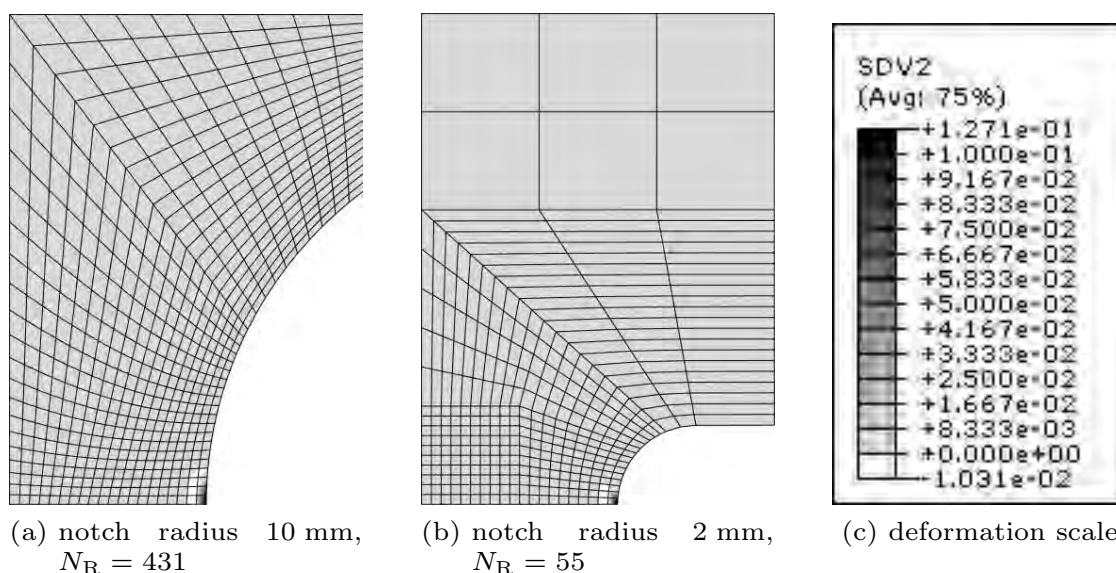 SDV2
(Avg: 75%)
+1.271e-01
+1.000e-01
+9.167e-02
+8.333e-02
+7.500e-02
+6.667e-02
+5.833e-02
+5.000e-02
+4.167e-02
+3.333e-02
+2.500e-02
+1.667e-02
+8.333e-03
+0.000e+00
-1.031e-02
(a) notch radius 10 mm,
N_R = 431
(b) notch radius 2 mm,
N_R = 55
(c) deformation scale